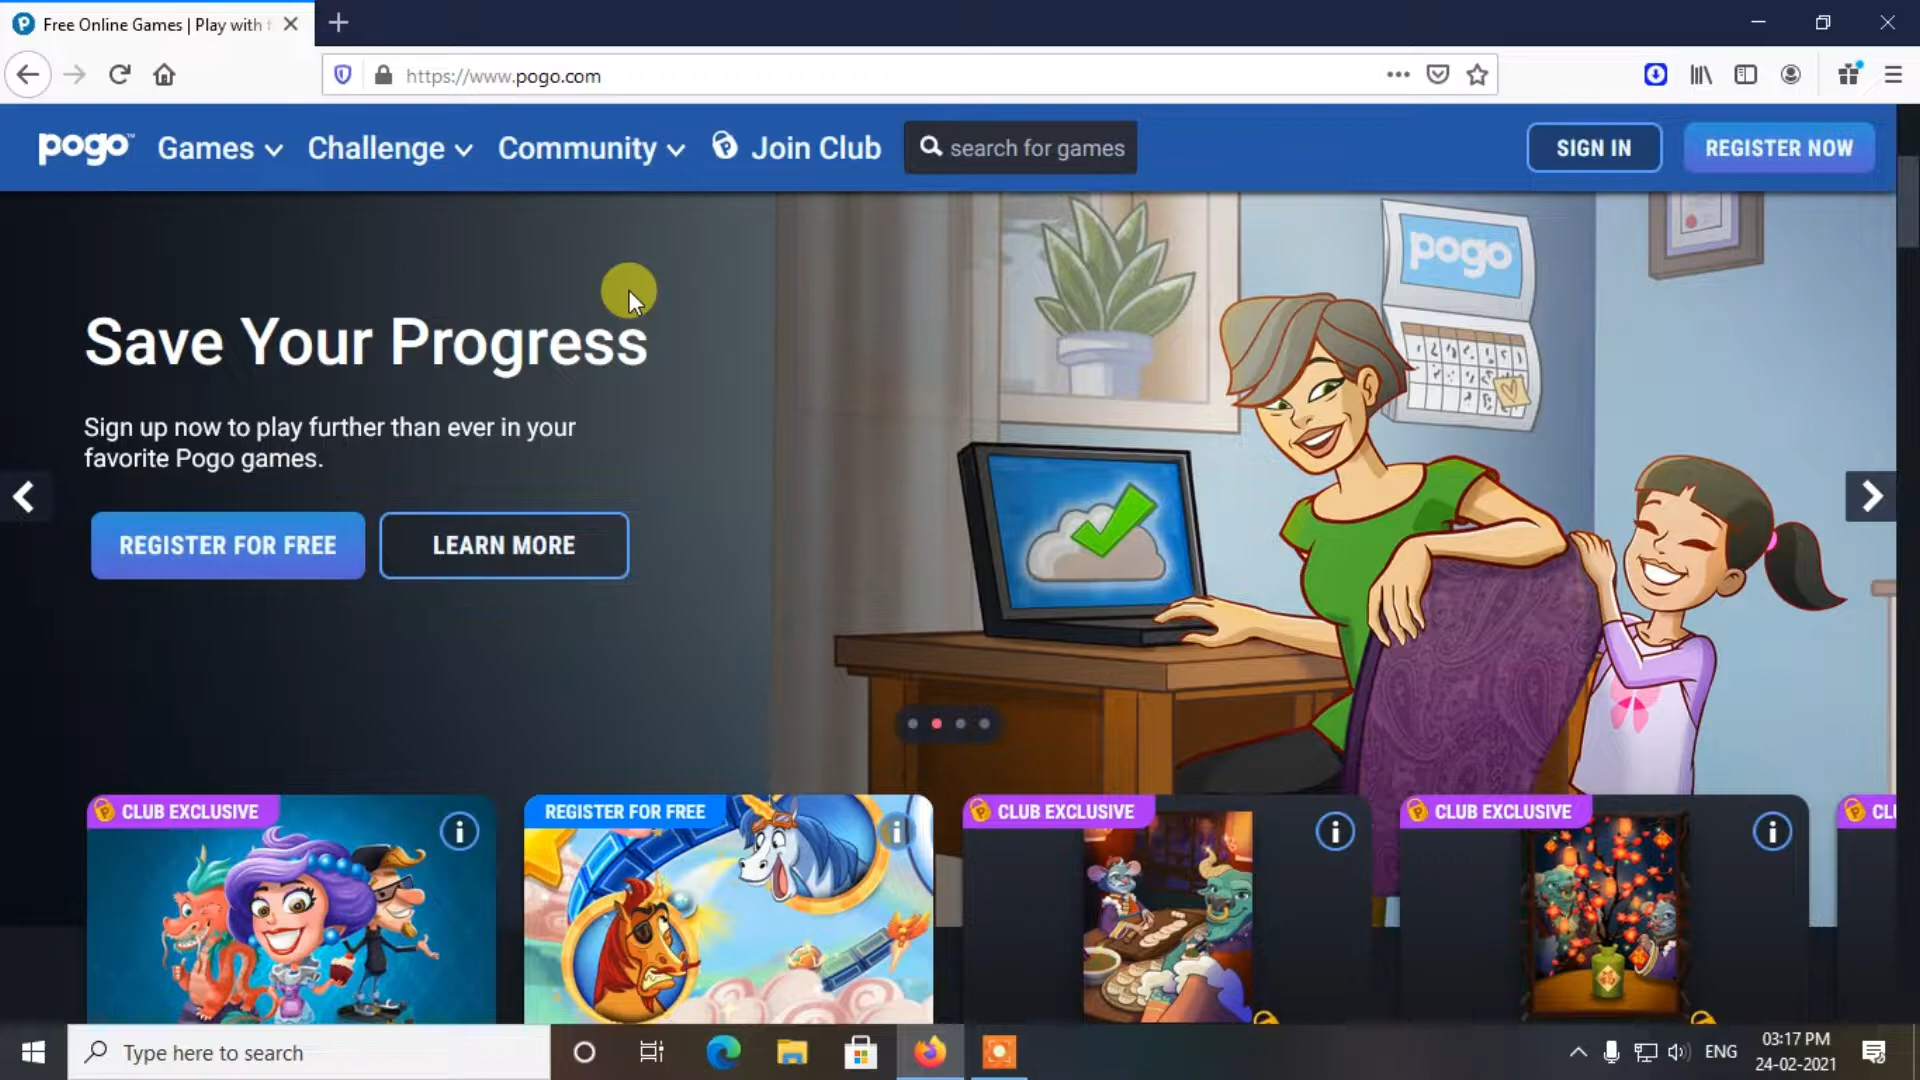 Free Online Games | Play with f
https://www.pogo.com
pogo™ Games Challenge Community Join Club search for games SIGN IN REGISTER NOW
pogo
Save Your Progress
Sign up now to play further than ever in your
favorite Pogo games.
REGISTER FOR FREE LEARN MORE
CLUB EXCLUSIVE REGISTER FOR FREE CLUB EXCLUSIVE CLUB EXCLUSIVE CL
Type here to search
ENG
03:17 PM
24-02-2021